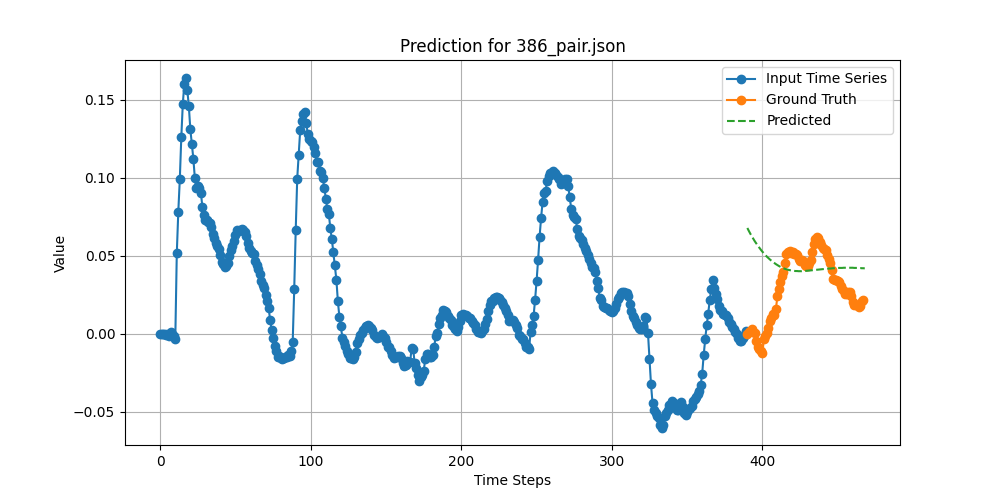 Prediction for 386_pair.json
Input Time Series
Ground Truth
Predicted
Value
0.15
0.10
0.05
0.00
−0.05
0
100
200
300
400
Time Steps